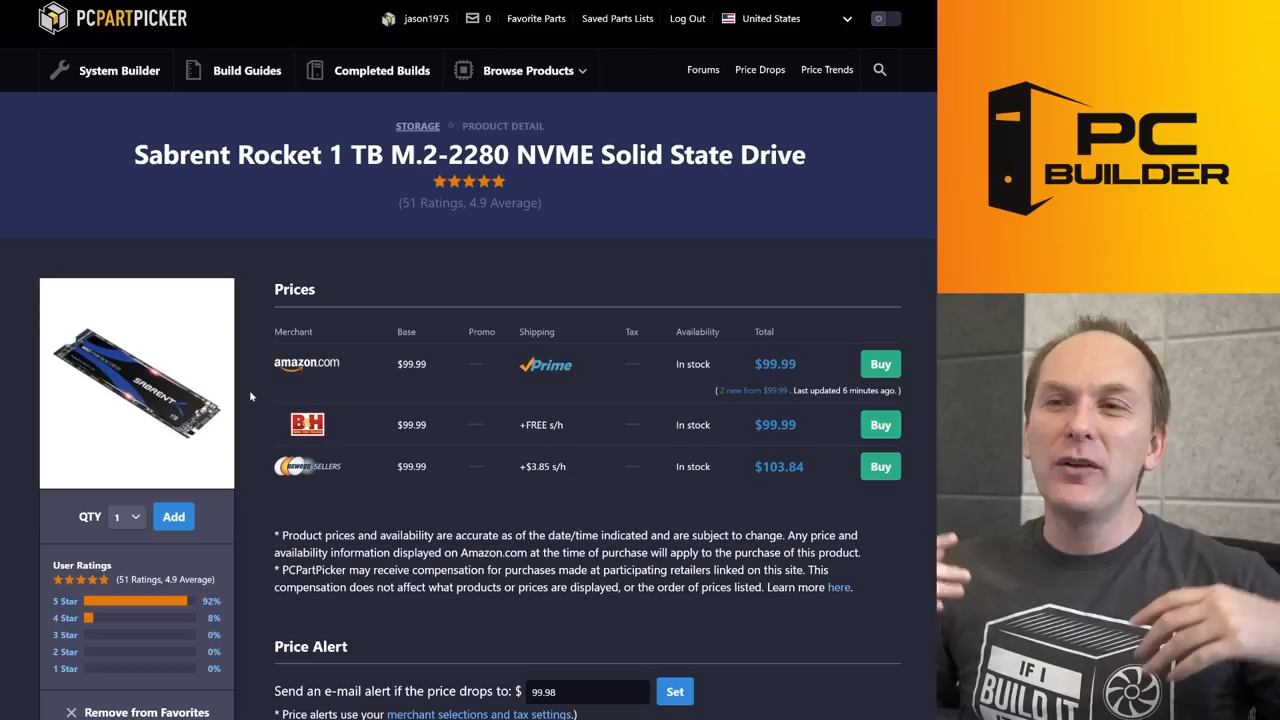 PCPARTPICKER
jason1975
0
Favorite Parts
Saved Parts Lists
Log Out
United States
System Builder
Build Guides
Completed Builds
Browse Products
Forums
Price Drops
Price Trends
STORAGE
PRODUCT DETAIL
Sabrent Rocket 1 TB M.2-2280 NVME Solid State Drive
(51 Ratings, 4.9 Average)
SABRENT
1TB
QTY
1
Add
User Ratings
(51 Ratings, 4.9 Average)
5 Star 92%
4 Star 8%
3 Star 0%
2 Star 0%
1 Star 0%
Remove from Favorites
Prices
Merchant Base Promo Shipping Tax Availability Total
amazon.com $99.99 — Prime — In stock $99.99 Buy
( 2 new from $99.99 . Last updated 6 minutes ago. )
B&H $99.99 — +FREE s/h — In stock $99.99 Buy
newegg SELLERS $99.99 — +$3.85 s/h — In stock $103.84 Buy
* Product prices and availability are accurate as of the date/time indicated and are subject to change. Any price and
availability information displayed on Amazon.com at the time of purchase will apply to the purchase of this product.
* PCPartPicker may receive compensation for purchases made at participating retailers linked on this site. This
compensation does not affect what products or prices are displayed, or the order of prices listed. Learn more here.
Price Alert
Send an e-mail alert if the price drops to: $ 99.98 Set
* Price alerts use your merchant selections and tax settings.)
PC
BUILDER
IF I
BUILD IT